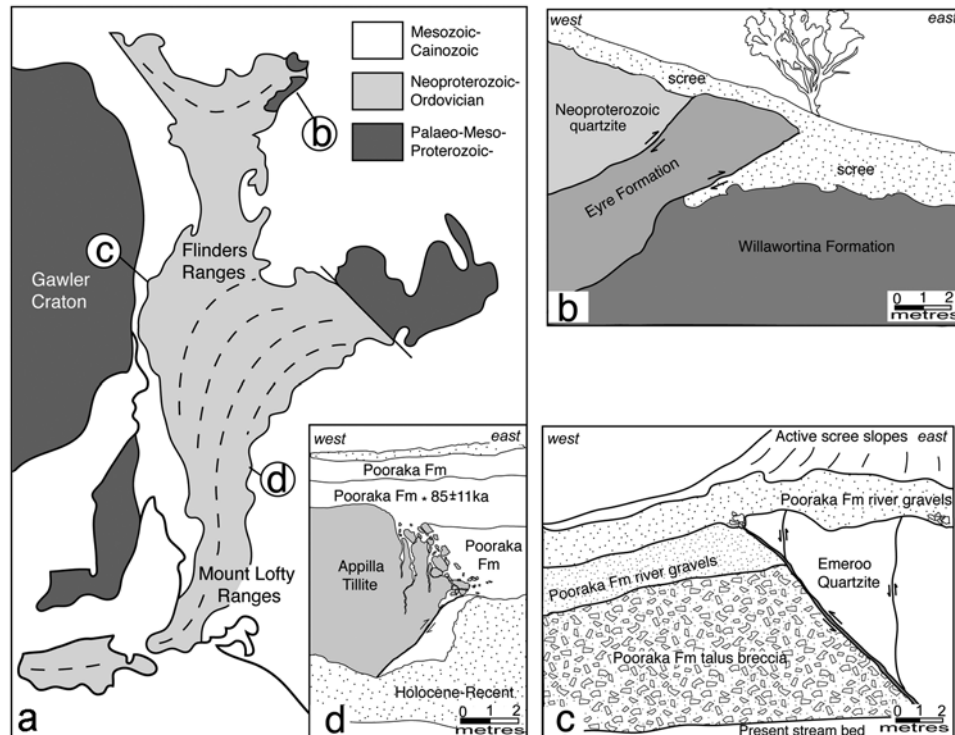 Mesozoic-
Cainozoic
Neoproterozoic-
Ordovician
Palaeo-Meso-
Proterozoic-
b
c
Flinders
Ranges
Gawler
Craton
d
Mount Lofty
Ranges
a
west
east
scree
Neoproterozoic
quartzite
Eyre Formation
scree
Willawortina Formation
b
0 1 2
metres
west
east
Pooraka Fm
Pooraka Fm * 85±11ka
Appilla
Tillite
Pooraka
Fm
Holocene-Recent
d
0 1 2
metres
west
east
Active scree slopes
Pooraka Fm river gravels
Emeroo
Quartzite
Pooraka Fm river gravels
Pooraka Fm talus breccia
c
Present stream bed
0 1 2
metres